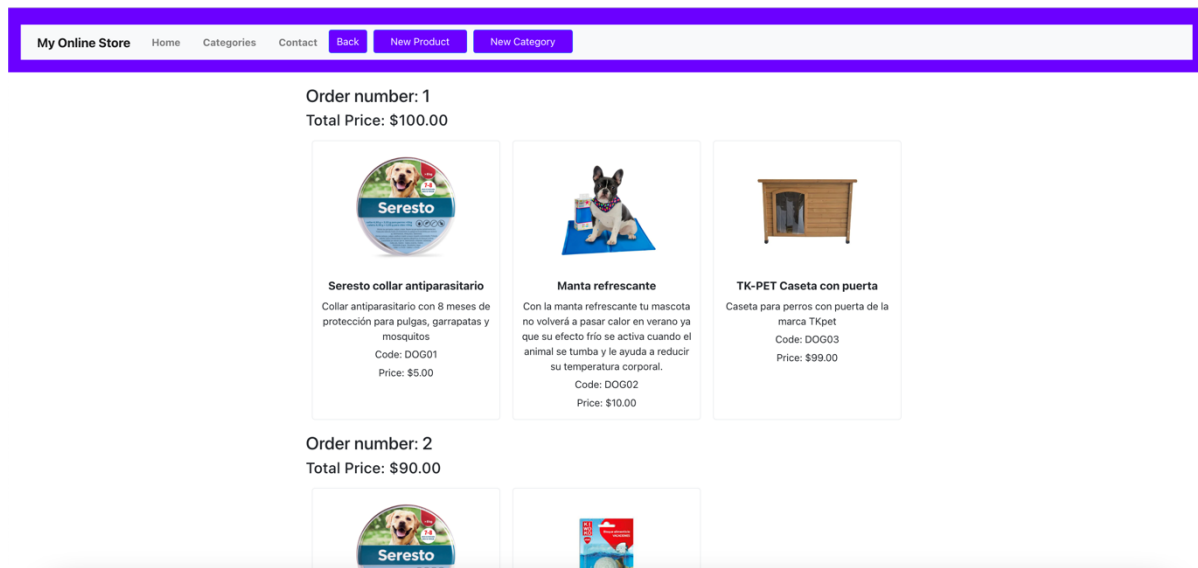 My Online Store Home Categories Contact Back New Product New Category
Order number: 1
Total Price: $100.00
7-8
Seresto
Seresto collar antiparasitario
Collar antiparasitario con 8 meses de
protección para pulgas, garrapatas y
mosquitos
Code: DOG01
Price: $5.00
Manta refrescante
Con la manta refrescante tu mascota
no volverá a pasar calor en verano ya
que su efecto frío se activa cuando el
animal se tumba y le ayuda a reducir
su temperatura corporal.
Code: DOG02
Price: $10.00
TK-PET Caseta con puerta
Caseta para perros con puerta de la
marca TKpet
Code: DOG03
Price: $99.00
Order number: 2
Total Price: $90.00
7-8
Seresto